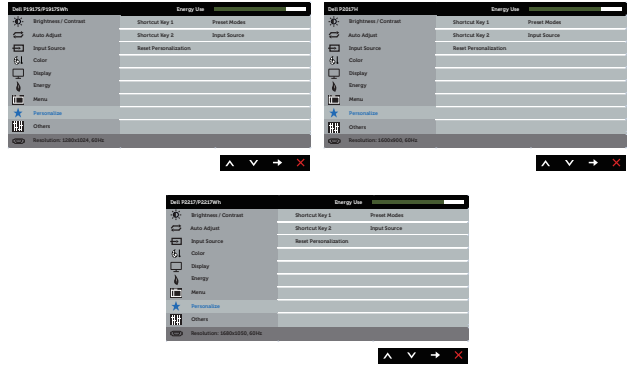 Dell P1917S/P1917SWh Energy Use
Brightness / Contrast Shortcut Key 1 Preset Modes
Auto Adjust Shortcut Key 2 Input Source
Input Source Reset Personalization
Color
Display
Energy
Menu
Personalize
Others
Resolution: 1280x1024, 60Hz
Dell P2017H Energy Use
Brightness / Contrast Shortcut Key 1 Preset Modes
Auto Adjust Shortcut Key 2 Input Source
Input Source Reset Personalization
Color
Display
Energy
Menu
Personalize
Others
Resolution: 1600x900, 60Hz
Dell P2217/P2217Wh Energy Use
Brightness / Contrast Shortcut Key 1 Preset Modes
Auto Adjust Shortcut Key 2 Input Source
Input Source Reset Personalization
Color
Display
Energy
Menu
Personalize
Others
Resolution: 1680x1050, 60Hz